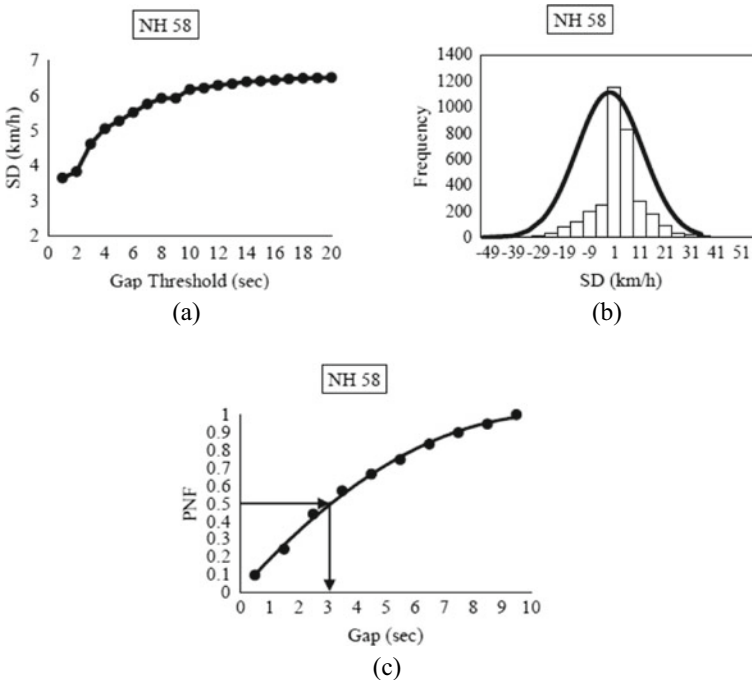 NH 58
7
6
5
4
3
2
SD (km/h)
0 2 4 6 8 10 12 14 16 18 20
Gap Threshold (sec)
(a)
NH 58
1400
1200
1000
800
600
400
200
0
Frequency
-49 -39 -29 -19 -9 1 11 21 31 41 51
SD (km/h)
(b)
NH 58
1
0.9
0.8
0.7
0.6
0.5
0.4
0.3
0.2
0.1
0
PNF
0 1 2 3 4 5 6 7 8 9 10
Gap (sec)
(c)